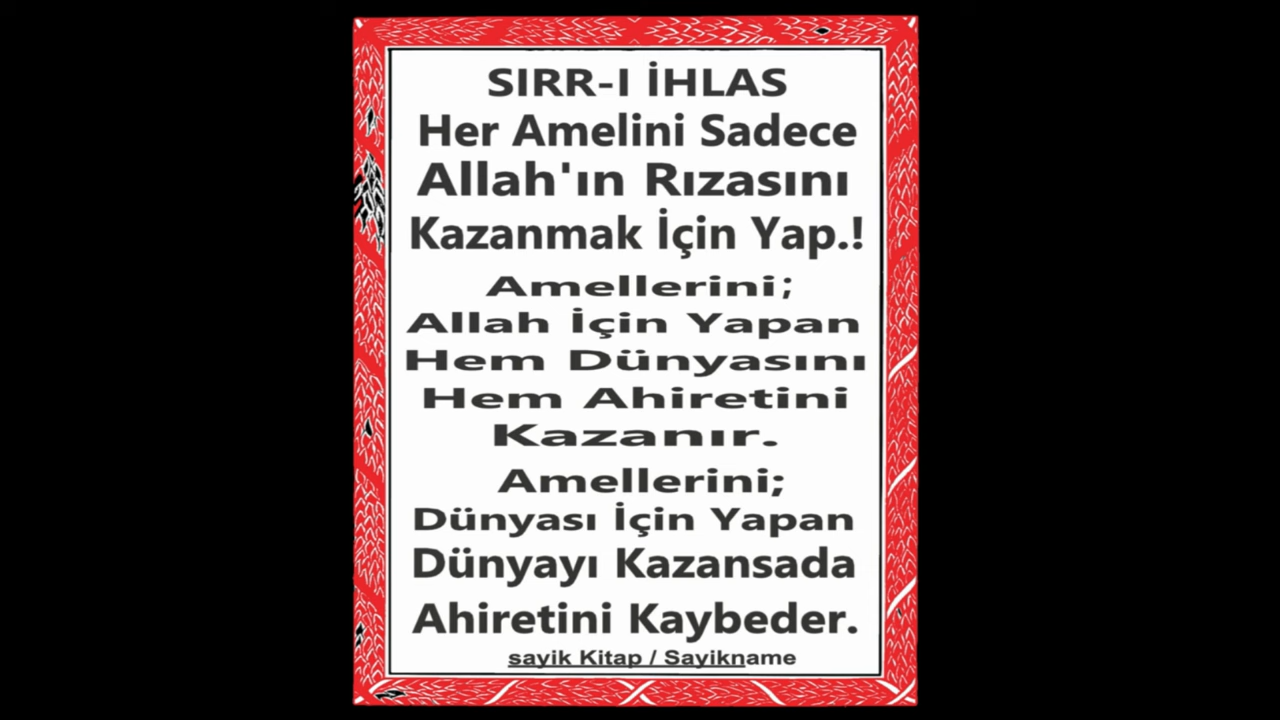 SIRR-I İHLAS
Her Amelini Sadece
Allah'ın Rızasını
Kazanmak İçin Yap.!
Amellerini;
Allah İçin Yapan
Hem Dünyasını
Hem Ahiretini
Kazanır.
Amellerini;
Dünyası İçin Yapan
Dünyayı Kazansada
Ahiretini Kaybeder.
sayik Kitap / Sayikname